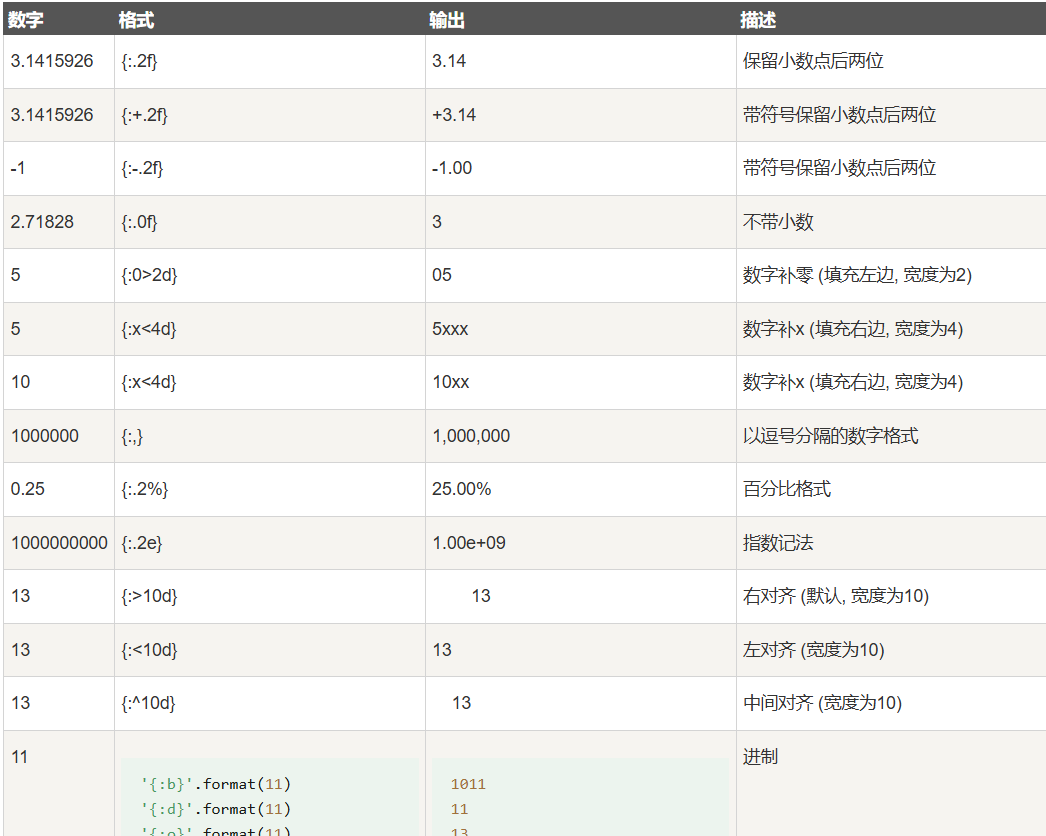 数字 格式 输出 描述
3.1415926 {:.2f} 3.14 保留小数点后两位
3.1415926 {:+.2f} +3.14 带符号保留小数点后两位
-1 {:-.2f} -1.00 带符号保留小数点后两位
2.71828 {:.0f} 3 不带小数
5 {:0>2d} 05 数字补零 (填充左边, 宽度为2)
5 {:x<4d} 5xxx 数字补x (填充右边, 宽度为4)
10 {:x<4d} 10xx 数字补x (填充右边, 宽度为4)
1000000 {:,} 1,000,000 以逗号分隔的数字格式
0.25 {:.2%} 25.00% 百分比格式
1000000000 {:.2e} 1.00e+09 指数记法
13 {:>10d} 13 右对齐 (默认, 宽度为10)
13 {:<10d} 13 左对齐 (宽度为10)
13 {:^10d} 13 中间对齐 (宽度为10)
11 进制
'{:b}'.format(11) 1011
'{:d}'.format(11) 11
'{:o}'.format(11) 13